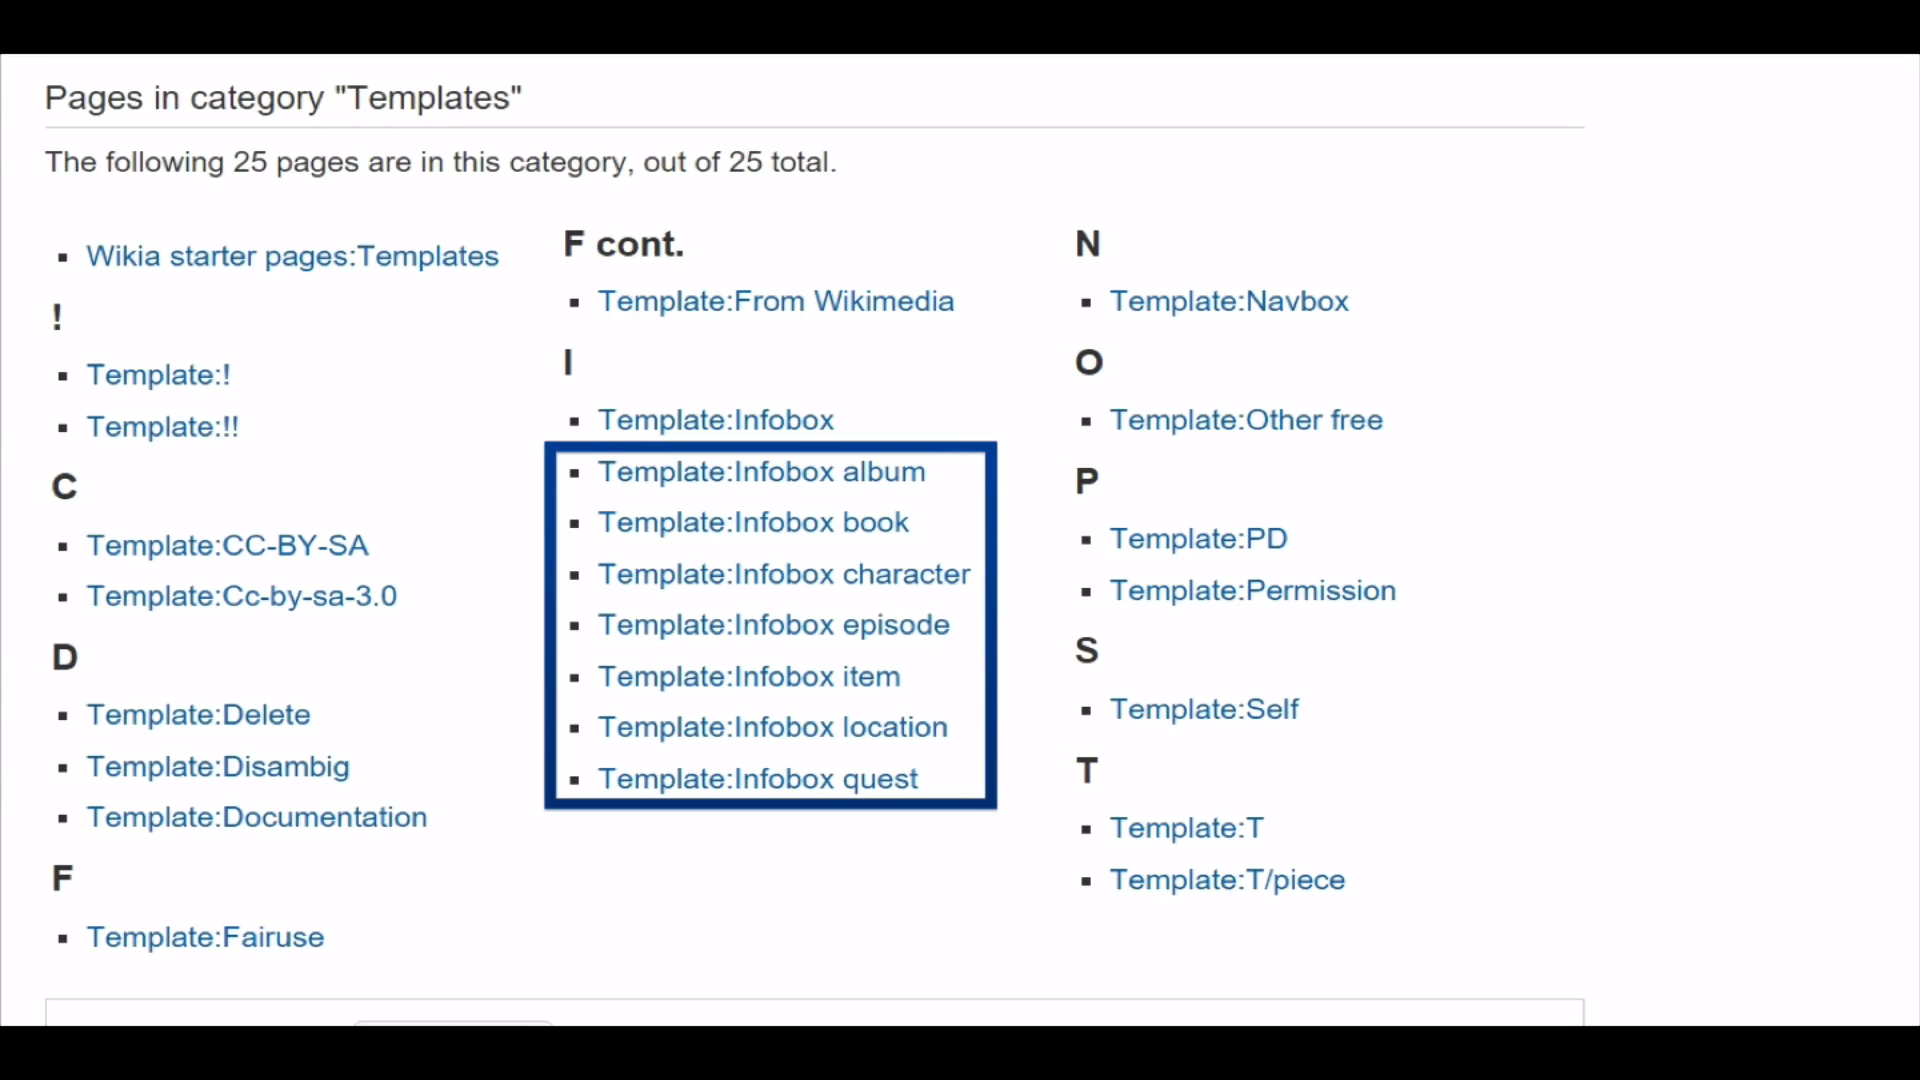 Pages in category "Templates"
The following 25 pages are in this category, out of 25 total.
Wikia starter pages:Templates
!
Template:!
Template:!!
C
Template:CC-BY-SA
Template:Cc-by-sa-3.0
D
Template:Delete
Template:Disambig
Template:Documentation
F
Template:Fairuse
F cont.
Template:From Wikimedia
I
Template:Infobox
Template:Infobox album
Template:Infobox book
Template:Infobox character
Template:Infobox episode
Template:Infobox item
Template:Infobox location
Template:Infobox quest
N
Template:Navbox
O
Template:Other free
P
Template:PD
Template:Permission
S
Template:Self
T
Template:T
Template:T/piece